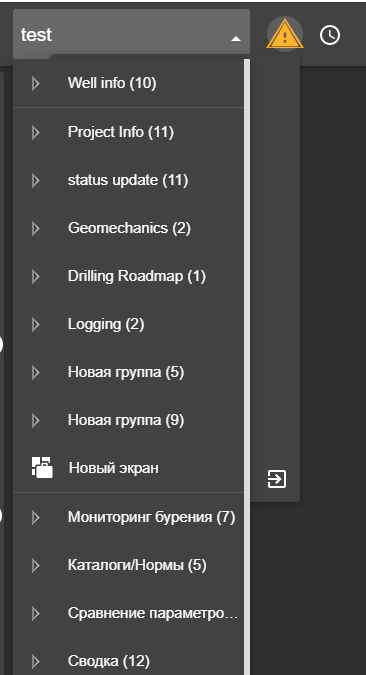 test
Well info (10)
Project Info (11)
status update (11)
Geomechanics (2)
Drilling Roadmap (1)
Logging (2)
Новая группа (5)
Новая группа (9)
Новый экран
Мониторинг бурения (7)
Каталоги/Нормы (5)
Сравнение параметро...
Сводка (12)